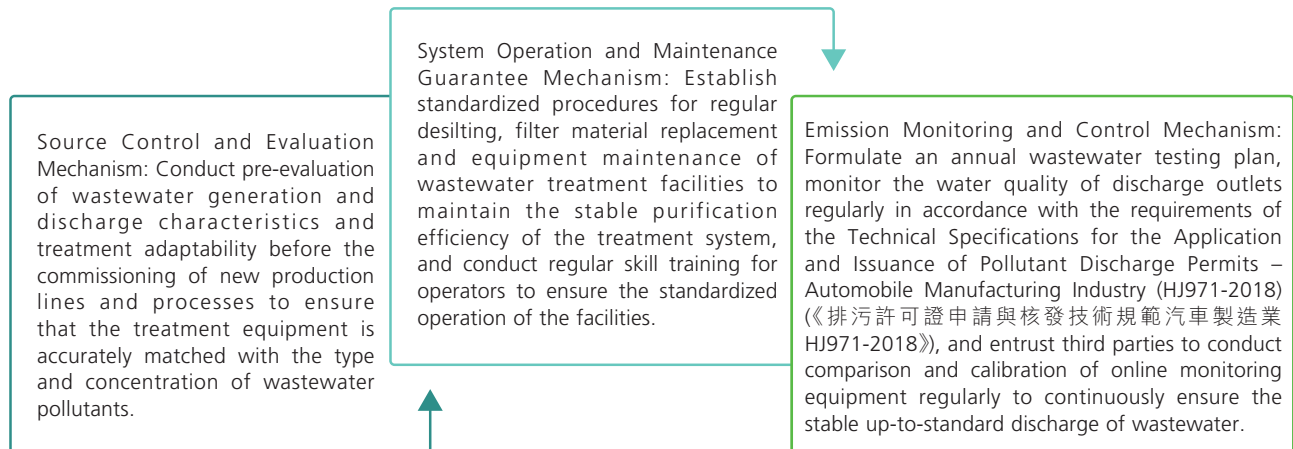 Source Control and Evaluation
Mechanism: Conduct pre-evaluation
of wastewater generation and
discharge characteristics and
treatment adaptability before the
commissioning of new production
lines and processes to ensure
that the treatment equipment is
accurately matched with the type
and concentration of wastewater
pollutants.
System Operation and Maintenance
Guarantee Mechanism: Establish
standardized procedures for regular
desilting, filter material replacement
and equipment maintenance of
wastewater treatment facilities to
maintain the stable purification
efficiency of the treatment system,
and conduct regular skill training for
operators to ensure the standardized
operation of the facilities.
Emission Monitoring and Control Mechanism:
Formulate an annual wastewater testing plan,
monitor the water quality of discharge outlets
regularly in accordance with the requirements of
the Technical Specifications for the Application
and Issuance of Pollutant Discharge Permits –
Automobile Manufacturing Industry (HJ971-2018)
(《排污許可證申請與核發技術規範汽車製造業
HJ971-2018》), and entrust third parties to conduct
comparison and calibration of online monitoring
equipment regularly to continuously ensure the
stable up-to-standard discharge of wastewater.